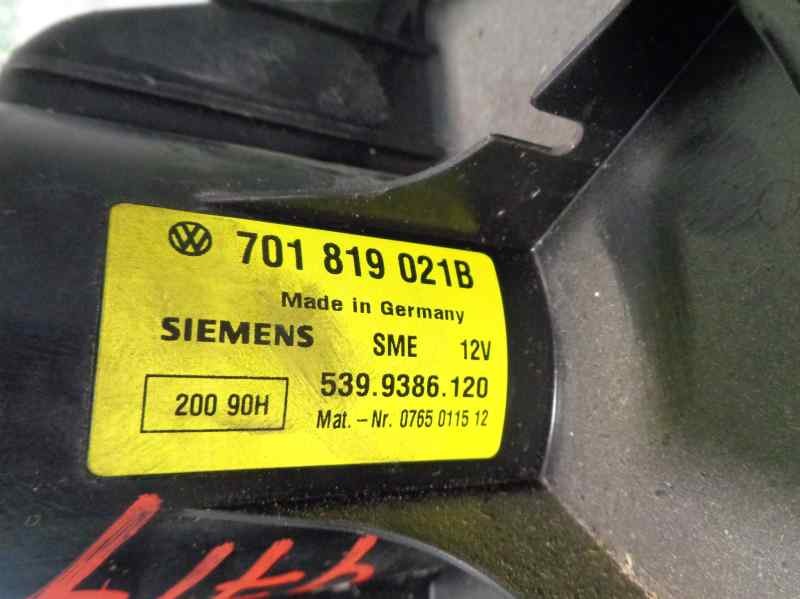 VW 701 819 021B
Made in Germany
SIEMENS SME 12V
539.9386.120
200 90H
Mat. -Nr. 0765 0115 12